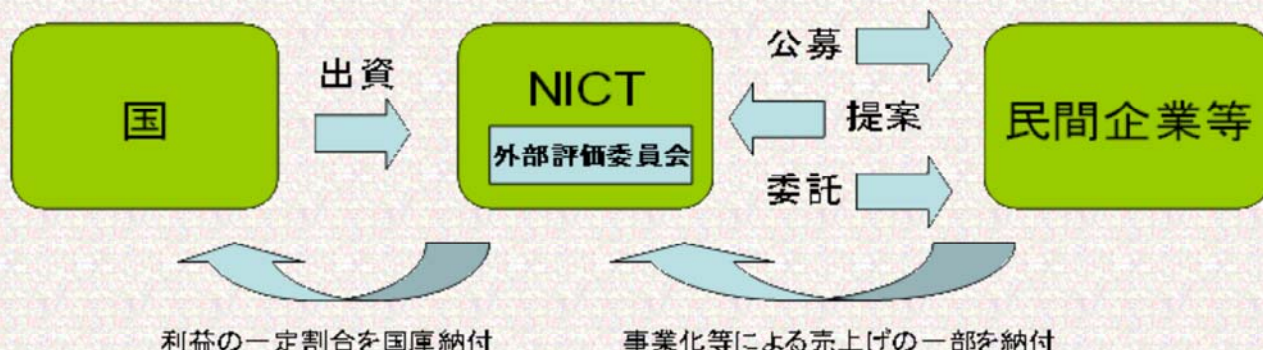 国
出資
NICT
外部評価委員会
公募
提案
委託
民間企業等
利益の一定割合を国庫納付
事業化等による売上げの一部を納付